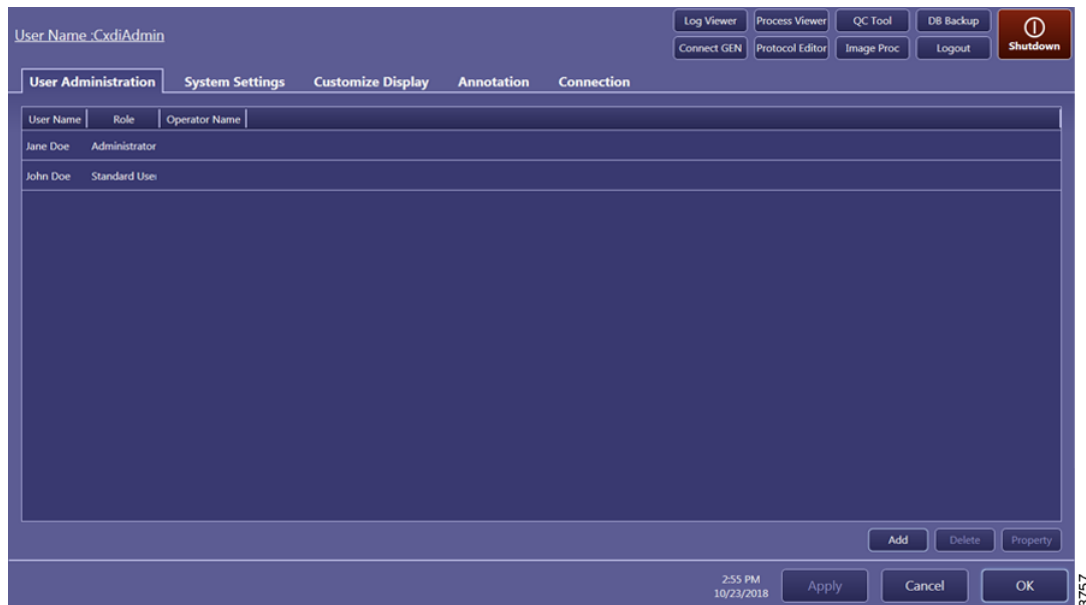 User Name :CxdiAdmin
Log Viewer Process Viewer QC Tool DB Backup
Connect GEN Protocol Editor Image Proc Logout
Shutdown
User Administration System Settings Customize Display Annotation Connection
User Name Role Operator Name
Jane Doe Administrator
John Doe Standard User
Add Delete Property
2:55 PM
10/23/2018
Apply Cancel OK